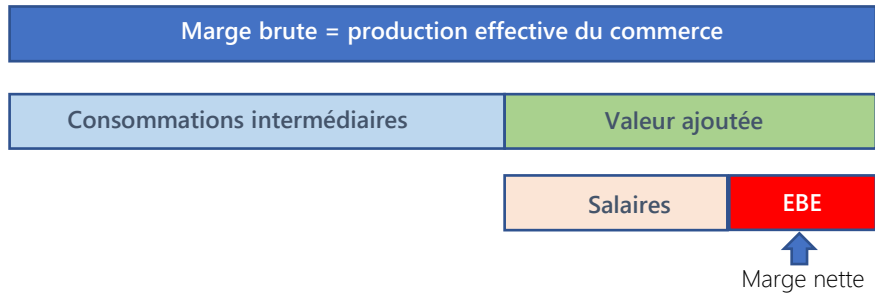 Marge brute = production effective du commerce
Consommations intermédiaires
Valeur ajoutée
Salaires
EBE
Marge nette